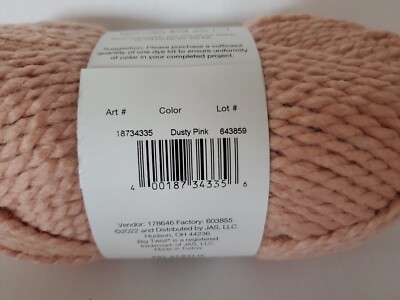 Suggestion: Please purchase a sufficient
quantity of one dye lot to ensure uniformity
of color in your completed project.
Art # Color Lot #
18734335 Dusty Pink 643859
4 00187 34335 6
Vendor: 178646 Factory: 603855
©2022 and Distributed by JAS, LLC.
Hudson, OH 44236
Big Twist® is a registered
trademark of JAS, LLC.
Made in Turkey